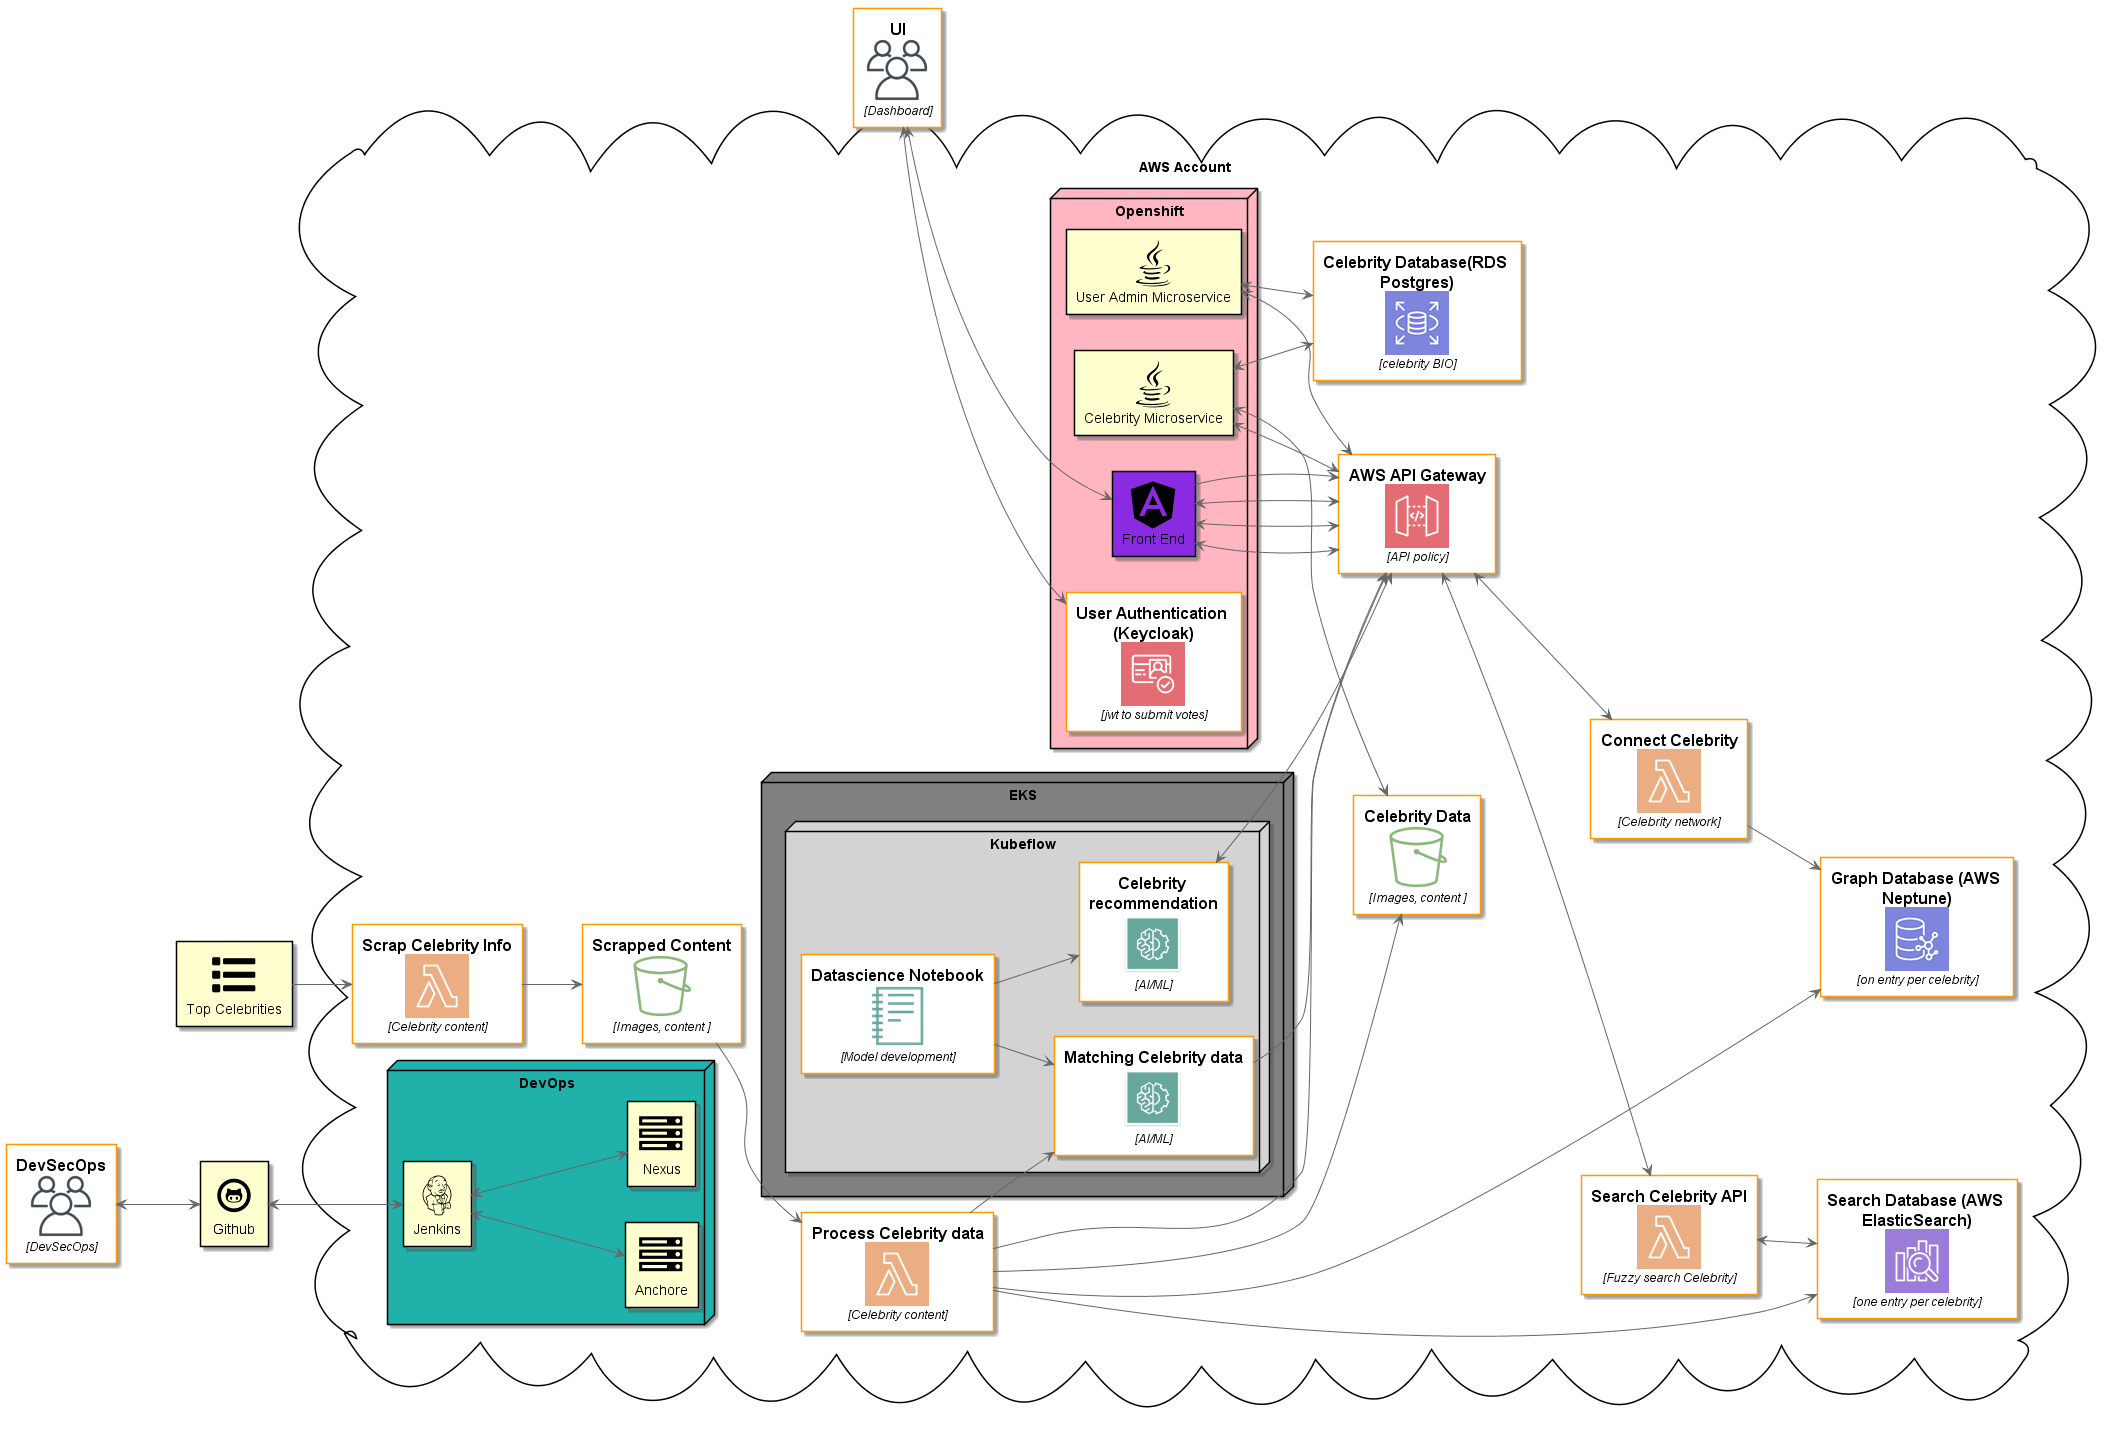 UI
[Dashboard]
AWS Account
Openshift
User Admin Microservice
Celebrity Database(RDS
Postgres)
[celebrity BIO]
Celebrity Microservice
AWS API Gateway
[API policy]
Front End
User Authentication
(Keycloak)
[jwt to submit votes]
Connect Celebrity
[Celebrity network]
EKS
Kubeflow
Celebrity Data
[Images, content ]
Celebrity
recommendation
[AI/ML]
Graph Database (AWS
Neptune)
[on entry per celebrity]
Top Celebrities
Scrap Celebrity Info
[Celebrity content]
Scrapped Content
[Images, content ]
Datascience Notebook
[Model development]
Matching Celebrity data
[AI/ML]
DevOps
Nexus
DevSecOps
[DevSecOps]
Github
Jenkins
Anchore
Process Celebrity data
[Celebrity content]
Search Celebrity API
[Fuzzy search Celebrity]
Search Database (AWS
ElasticSearch)
[one entry per celebrity]